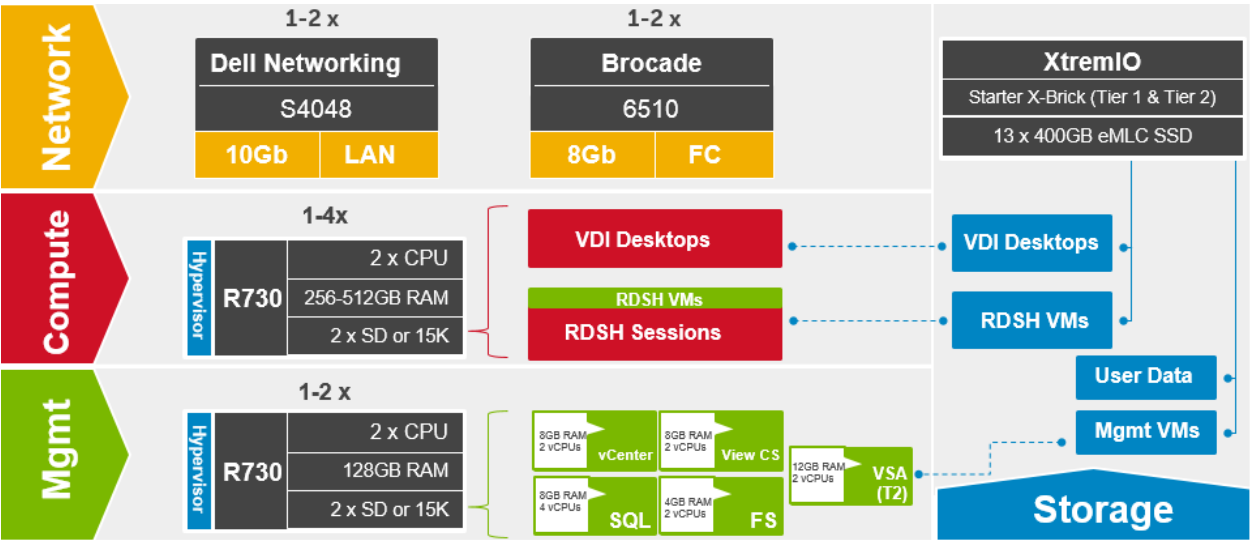 Network
1-2 x
Dell Networking
S4048
10Gb
LAN
1-2 x
Brocade
6510
8Gb
FC
XtremIO
Starter X-Brick (Tier 1 & Tier 2)
13 x 400GB eMLC SSD
Compute
1-4x
Hypervisor
R730
2 x CPU
256-512GB RAM
2 x SD or 15K
VDI Desktops
RDSH VMs
RDSH Sessions
VDI Desktops
RDSH VMs
Mgmt
1-2 x
Hypervisor
R730
2 x CPU
128GB RAM
2 x SD or 15K
8GB RAM
2 vCPUs
vCenter
8GB RAM
2 vCPUs
View CS
8GB RAM
4 vCPUs
SQL
4GB RAM
2 vCPUs
FS
12GB RAM
2 vCPUs
VSA
(T2)
User Data
Mgmt VMs
Storage